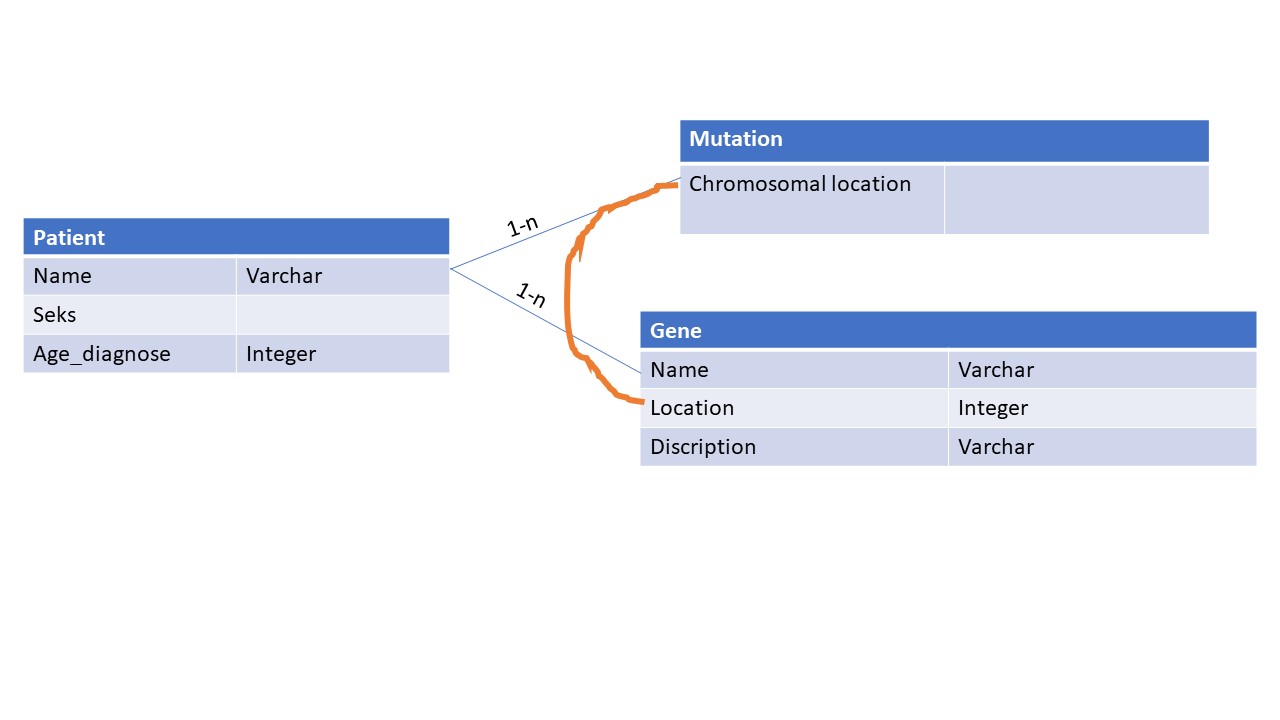 Mutation
Chromosomal location
Patient
Name Varchar
Seks
Age_diagnose Integer
1-n
1-n
Gene
Name Varchar
Location Integer
Discription Varchar